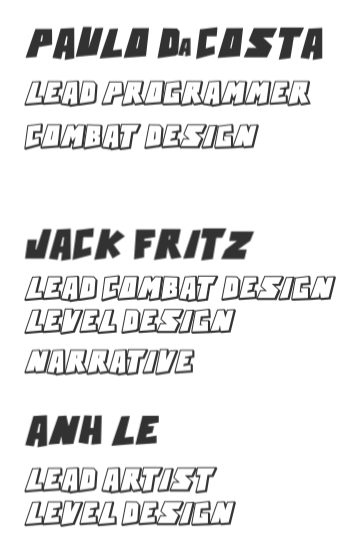 PAULO DA COSTA
LEAD PROGRAMMER
COMBAT DESIGN
JACK FRITZ
LEAD COMBAT DESIGN
LEVEL DESIGN
NARRATIVE
ANH LE
LEAD ARTIST
LEVEL DESIGN